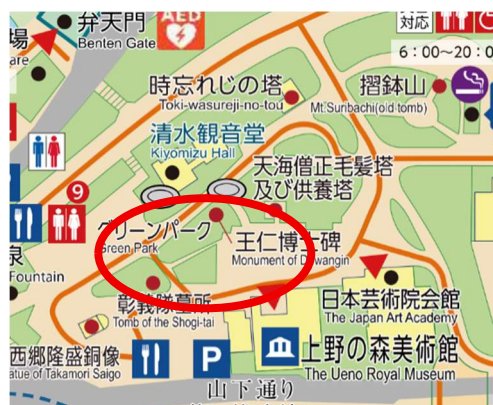 場
弁天門
Benten Gate
AED
対応
6：00～20：0
時忘れじの塔
Toki-wasureji-no-tou
摺鉢山
Mt.Sunbachi(old tomb)
清水観音堂
Kiyomizu Hall
天海僧正毛髪塔
及び供養塔
9
グリーンパーク
Green Park
王仁博士碑
Monument of Dr.wangin
泉
Fountain
彰義隊墓所
Tomb of the Shogi-tai
日本芸術院会館
The Japan Art Academy
西郷隆盛銅像
atue of Takamori Saigo
P
上野の森美術館
The Ueno Royal Museum
山下通り